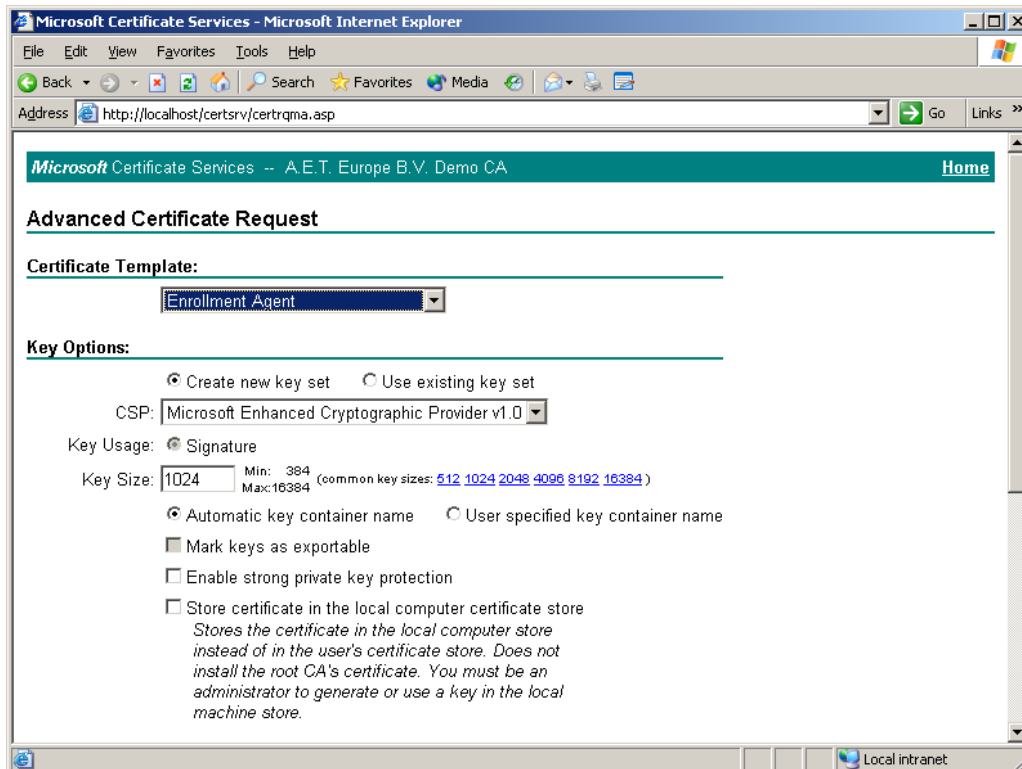 Microsoft Certificate Services - Microsoft Internet Explorer
File Edit View Favorites Tools Help
Back Search Favorites Media
Address http://localhost/certsrv/certrqma.asp Go Links »
Microsoft Certificate Services -- A.E.T. Europe B.V. Demo CA Home
Advanced Certificate Request
Certificate Template:
Enrollment Agent
Key Options:
Create new key set Use existing key set
CSP: Microsoft Enhanced Cryptographic Provider v1.0
Key Usage: Signature
Key Size: 1024 Min: 384 Max:16384 (common key sizes: 512 1024 2048 4096 8192 16384 )
Automatic key container name User specified key container name
Mark keys as exportable
Enable strong private key protection
Store certificate in the local computer certificate store
Stores the certificate in the local computer store
instead of in the user's certificate store. Does not
install the root CA's certificate. You must be an
administrator to generate or use a key in the local
machine store.
Local intranet